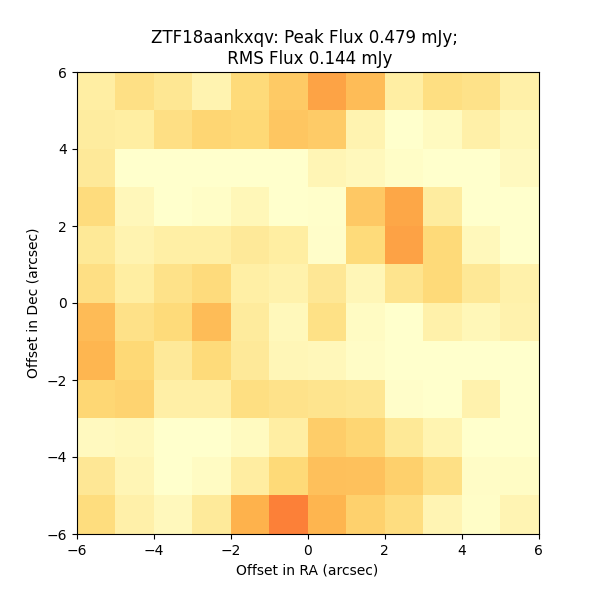 ZTF18aankxqv: Peak Flux 0.479 mJy;
RMS Flux 0.144 mJy
6
4
2
0
−2
−4
−6
Offset in Dec (arcsec)
−6 −4 −2 0 2 4 6
Offset in RA (arcsec)